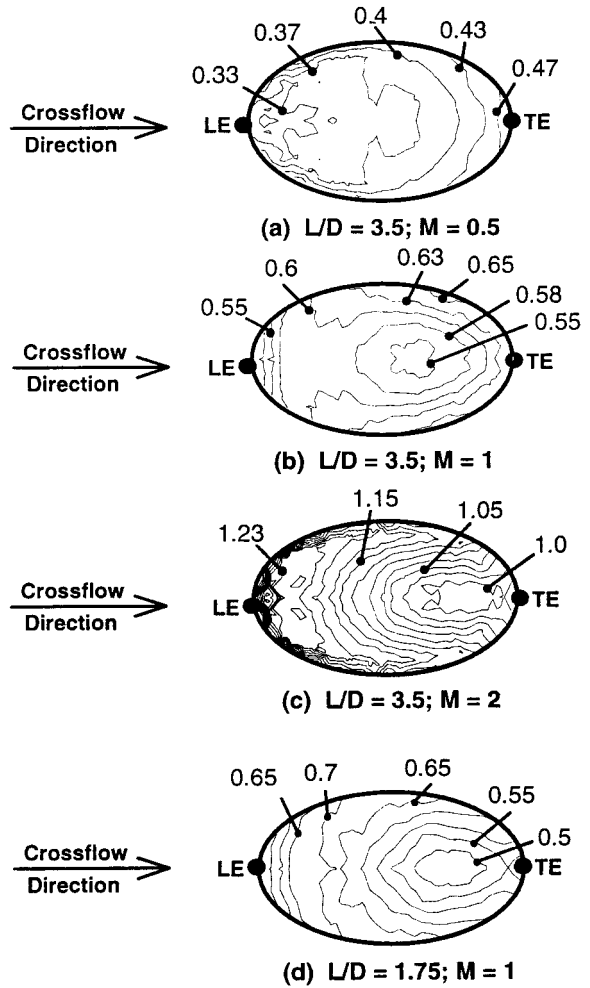 0.4
0.43
0.37
0.47
0.33
Crossflow
Direction
LE
TE
(a) L/D = 3.5; M = 0.5
0.63
0.65
0.6
0.58
0.55
0.55
Crossflow
Direction
LE
TE
(b) L/D = 3.5; M = 1
1.15
1.05
1.23
1.0
Crossflow
Direction
LE
TE
(c) L/D = 3.5; M = 2
0.65
0.7
0.65
0.55
0.5
Crossflow
Direction
LE
TE
(d) L/D = 1.75; M = 1